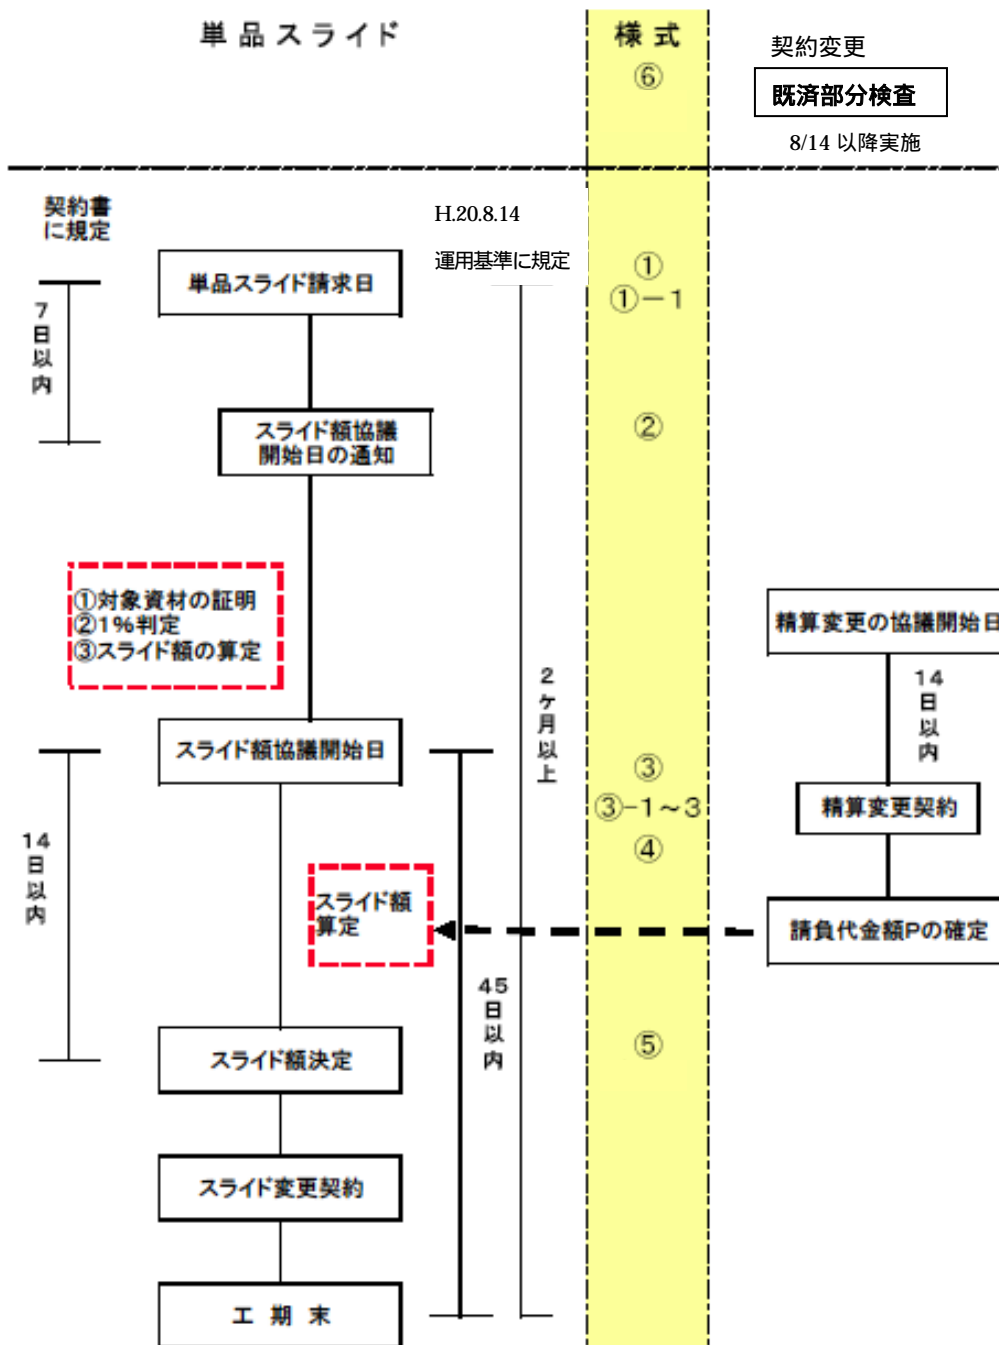 単品スライド
様式
⑥
契約変更
既済部分検査
8/14 以降実施
契約書
に規定
H.20.8.14
運用基準に規定
単品スライド請求日
①
①－1
7日以内
スライド額協議
開始日の通知
②
①対象資材の証明
②1%判定
③スライド額の算定
精算変更の協議開始日
14日以内
2ヶ月以上
スライド額協議開始日
③
③-1～3
④
精算変更契約
14日以内
スライド額
算定
請負代金額Pの確定
45日以内
スライド額決定
⑤
スライド変更契約
工期末